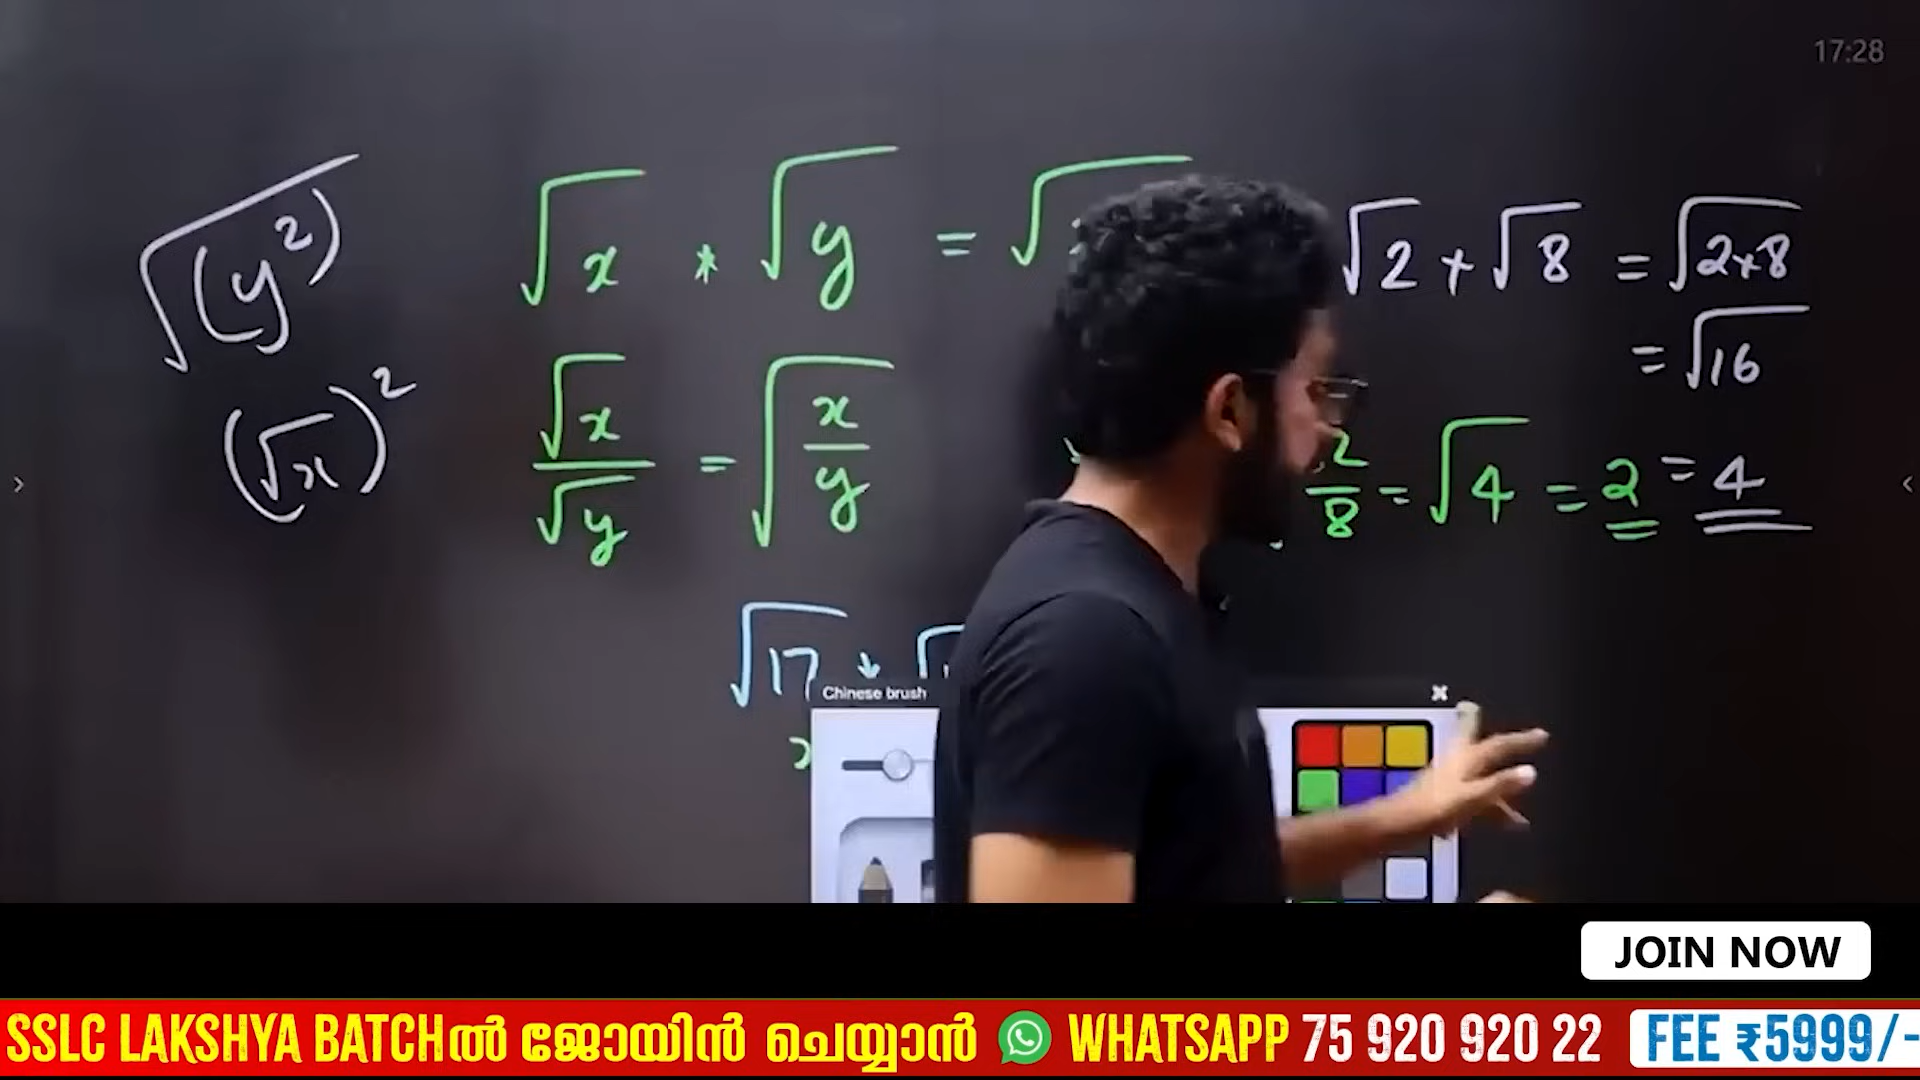 17:28
√(y²)
√x * √y = √
√2 * √8 = √2×8
= √16
(√x)²
√x/√y = √x/y
2/8 = √4 = 2
= 4
√17
Chinese brush
JOIN NOW
SSLC LAKSHYA BATCHൽ ജോയിൻ ചെയ്യാൻ WHATSAPP 75 920 920 22 FEE ₹5999/-